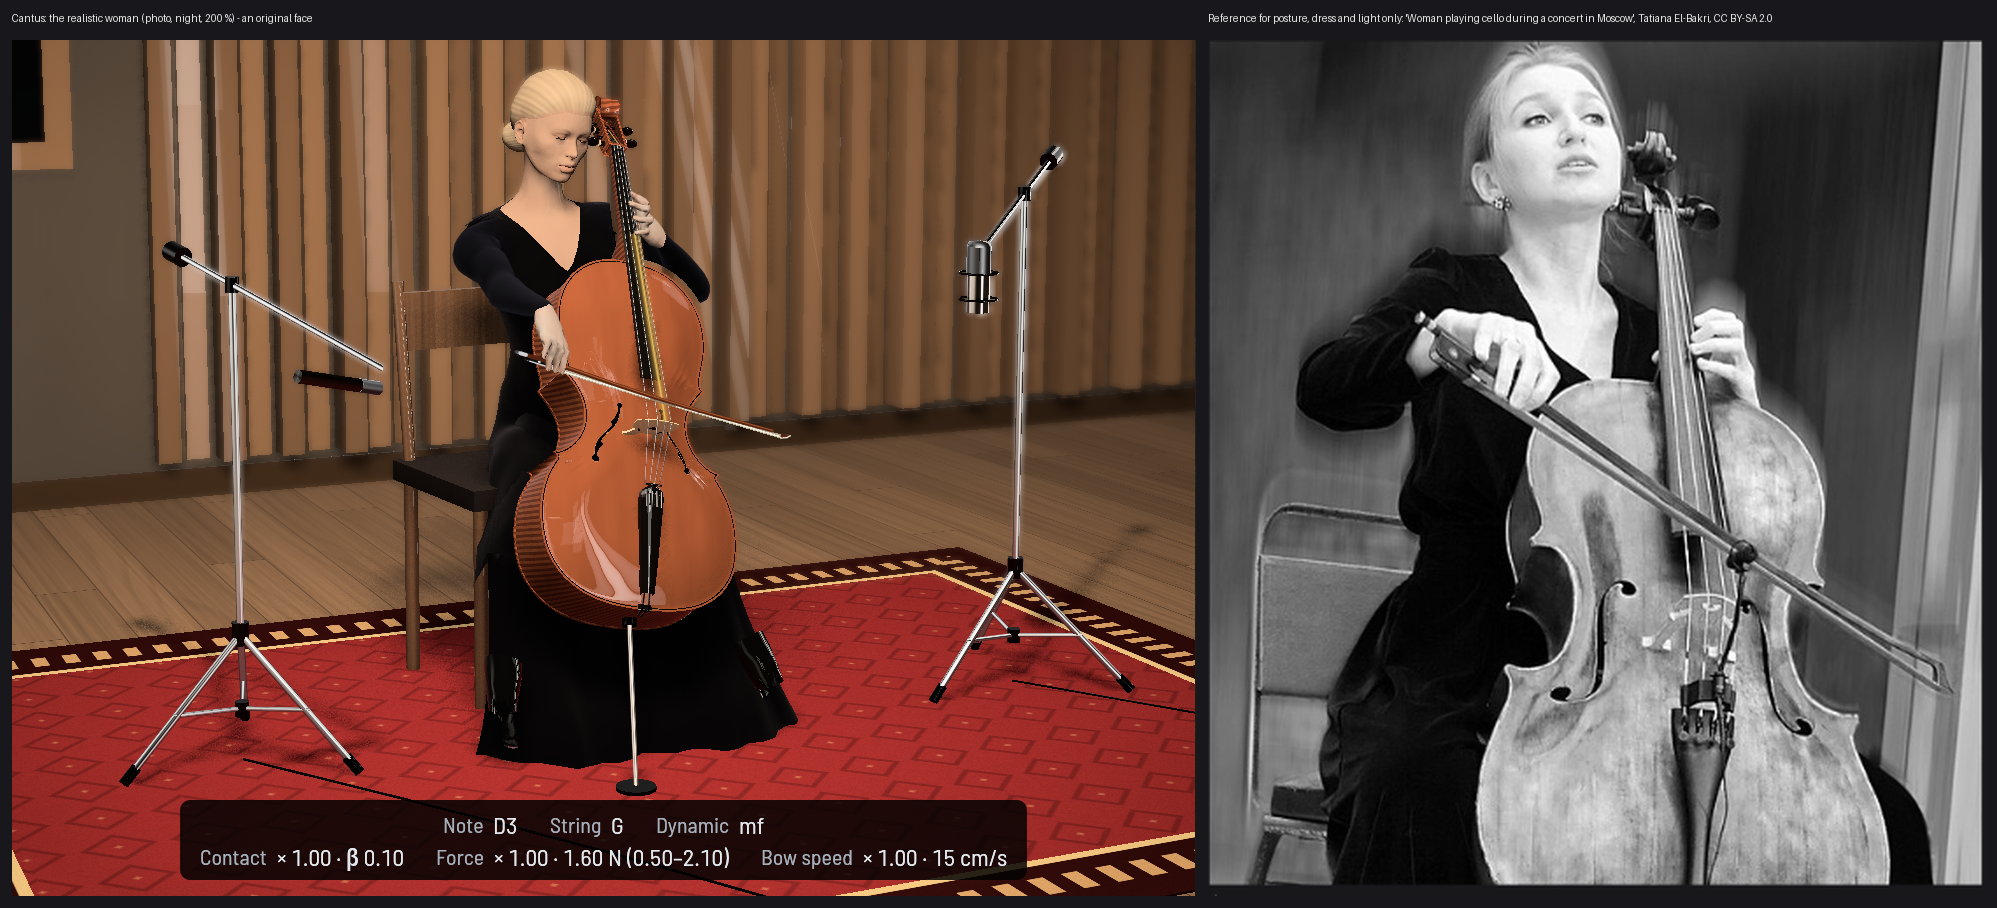 Cantus: the realistic woman (photo, night, 200 %) - an original face
Reference for posture, dress and light only: 'Woman playing cello during a concert in Moscow', Tatiana El-Bakri, CC BY-SA 2.0
Note D3 String G Dynamic mf
Contact × 1.00 · β 0.10 Force × 1.00 · 1.60 N (0.50–2.10) Bow speed × 1.00 · 15 cm/s